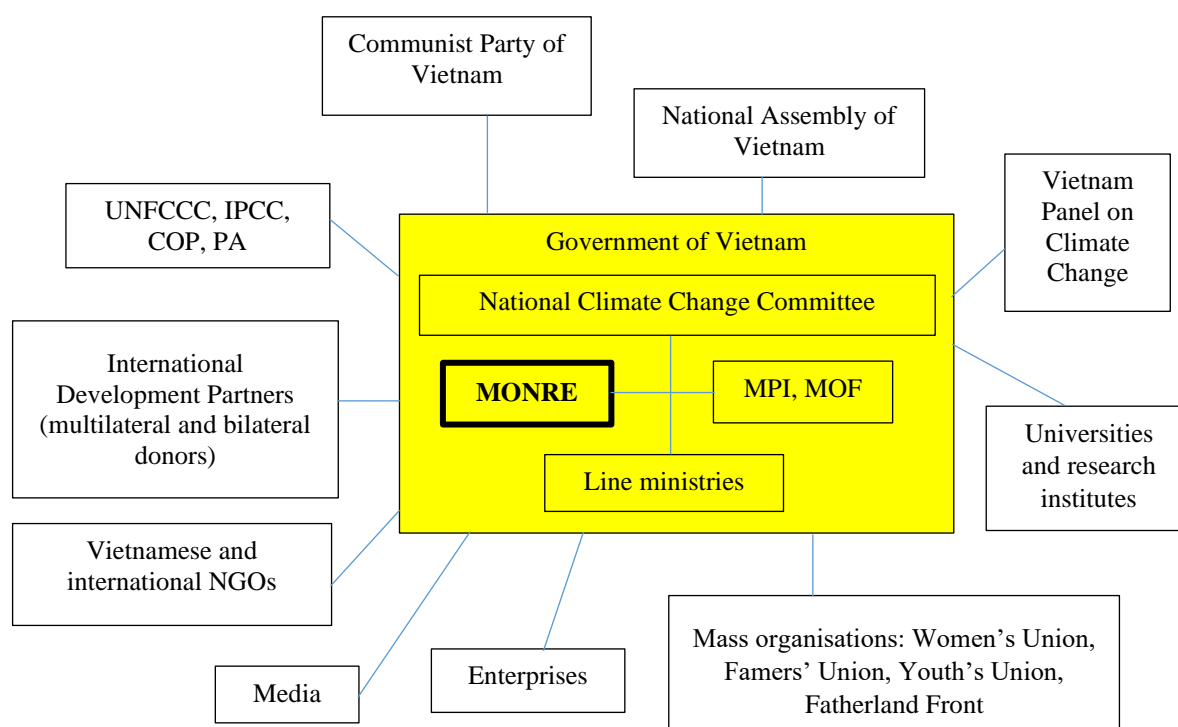 Communist Party of
Vietnam
National Assembly of
Vietnam
Vietnam
Panel on
Climate
Change
UNFCCC, IPCC,
COP, PA
Government of Vietnam
National Climate Change Committee
International
Development Partners
(multilateral and bilateral
donors)
MONRE
MPI, MOF
Universities
and research
institutes
Line ministries
Vietnamese and
international NGOs
Mass organisations: Women’s Union,
Famers’ Union, Youth’s Union,
Fatherland Front
Enterprises
Media